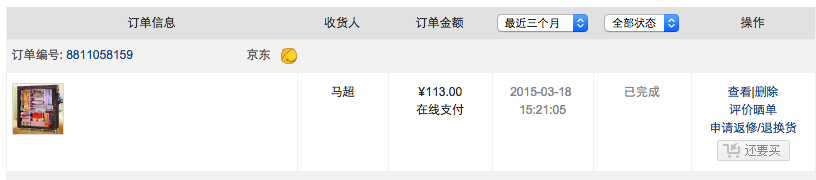 订单信息 收货人 订单金额 最近三个月 全部状态 操作
订单编号: 8811058159 京东
马超 ¥113.00 2015-03-18 已完成 查看|删除
在线支付 15:21:05 评价晒单
申请返修/退换货
还要买